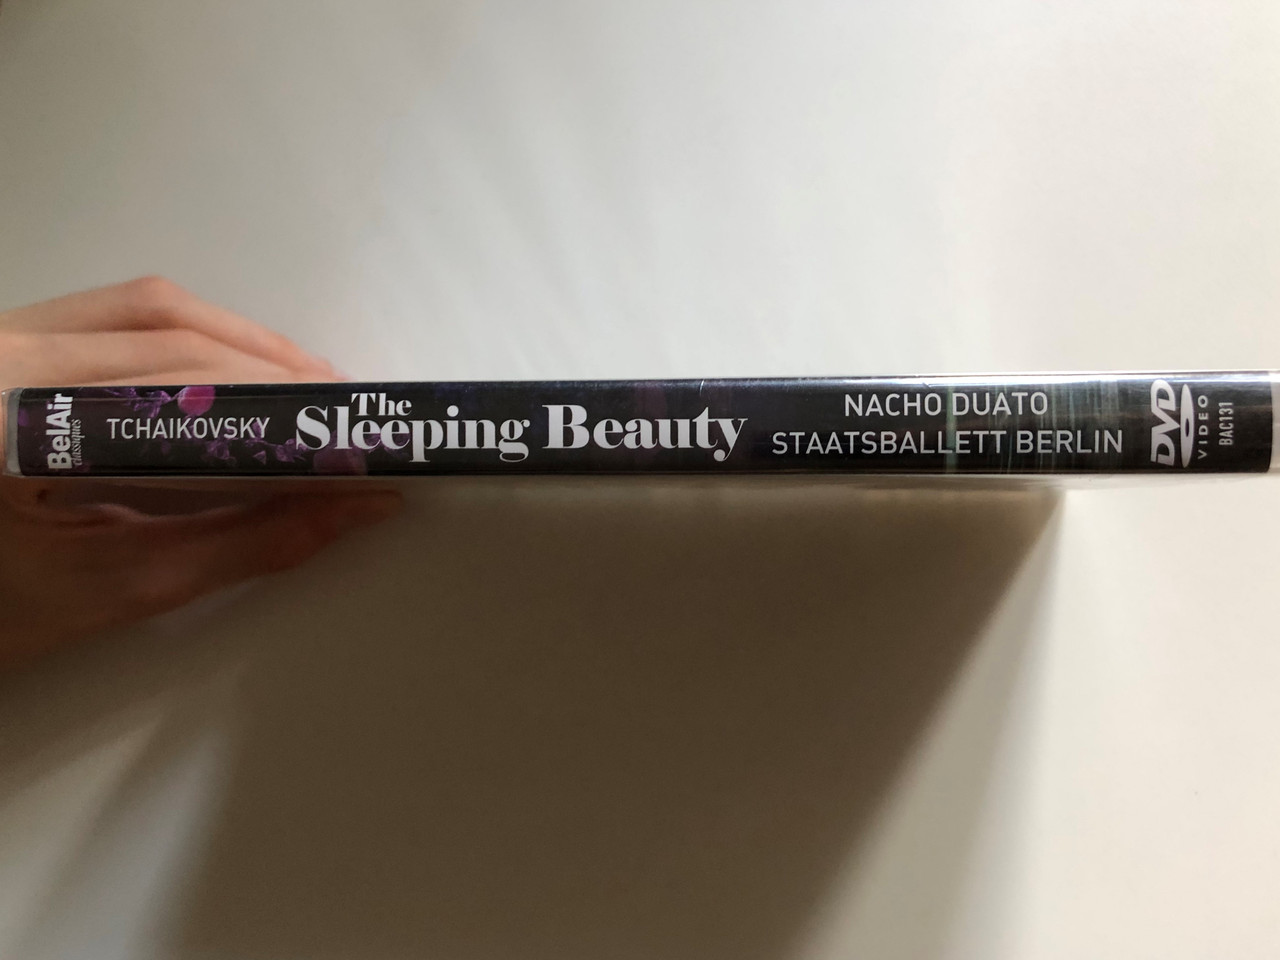 BelAir
classiques
TCHAIKOVSKY
The
Sleeping Beauty
NACHO DUATO
STAATSBALLETT BERLIN
DVD
VIDEO
BAC131